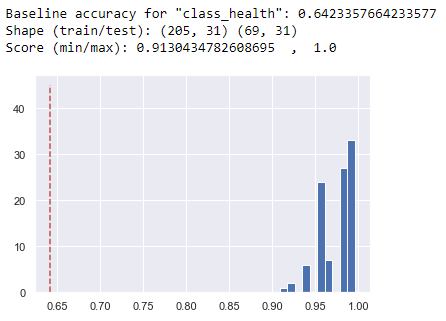 Baseline accuracy for "class_health": 0.6423357664233577
Shape (train/test): (205, 31) (69, 31)
Score (min/max): 0.9130434782608695  ,  1.0
40
30
20
10
0
0.65 0.70 0.75 0.80 0.85 0.90 0.95 1.00